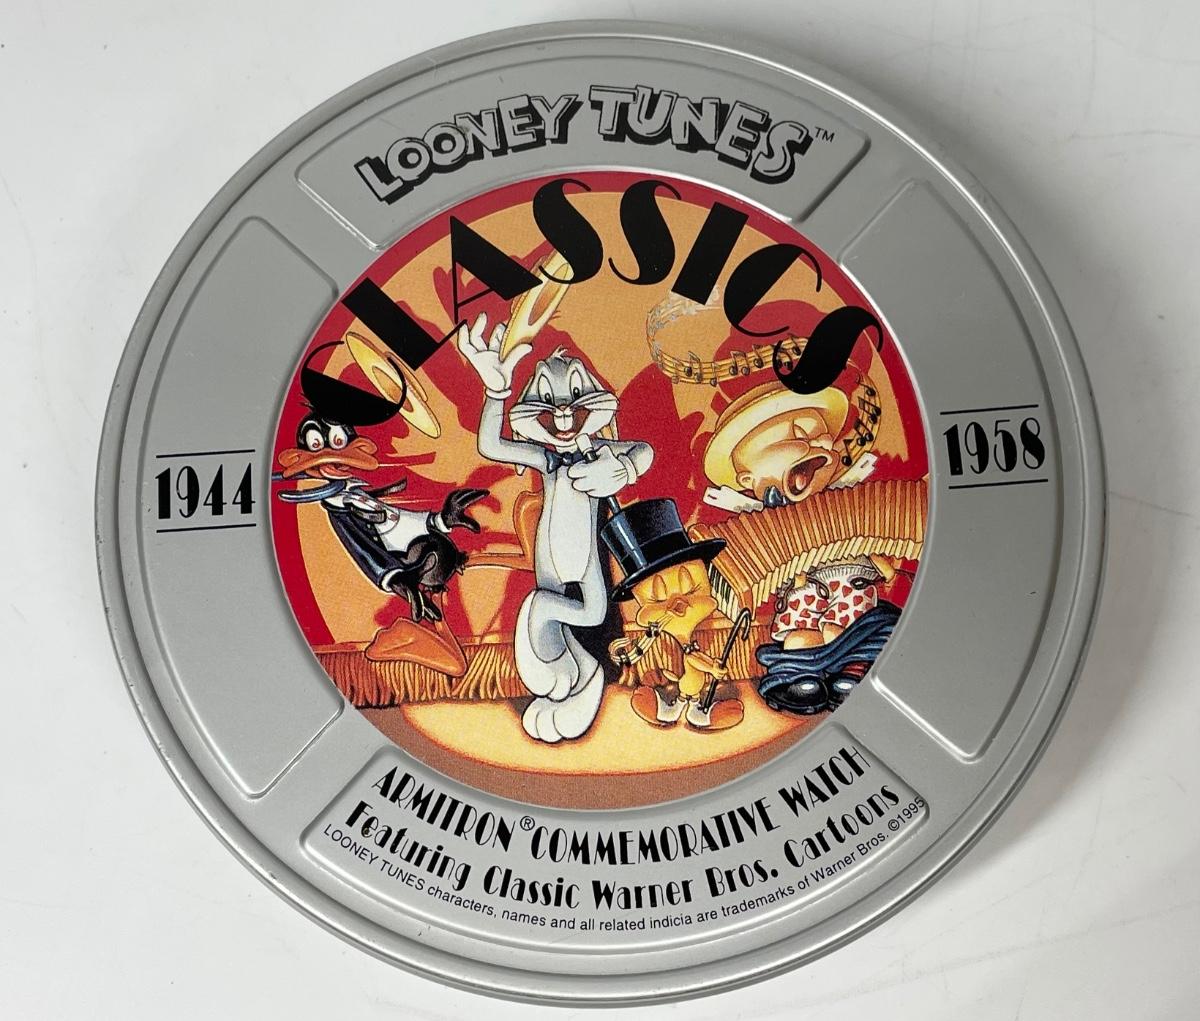 LOONEY TUNES™
CLASSICS
1944
1958
ARMITRON® COMMEMORATIVE WATCH
Featuring Classic Warner Bros. Cartoons
LOONEY TUNES characters, names and all related indicia are trademarks of Warner Bros. ©1995